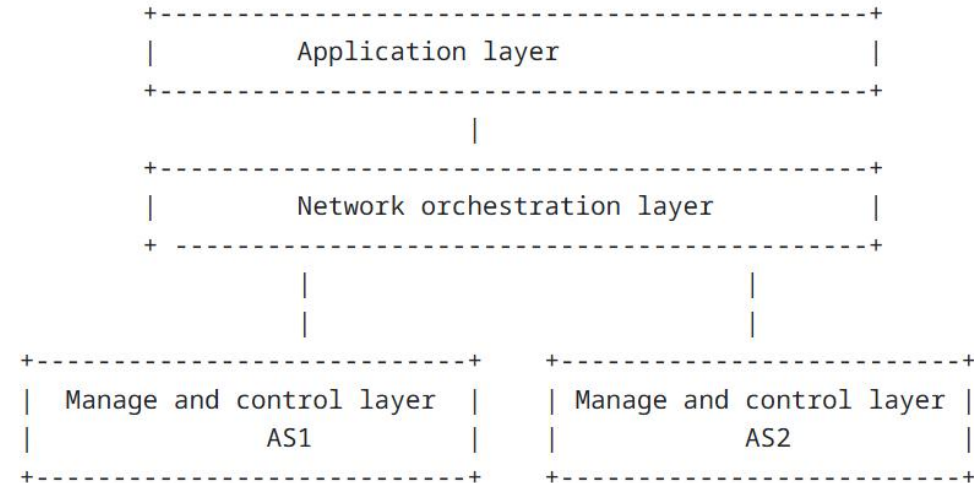 Application layer
Network orchestration layer
Manage and control layer Manage and control layer
AS1 AS2